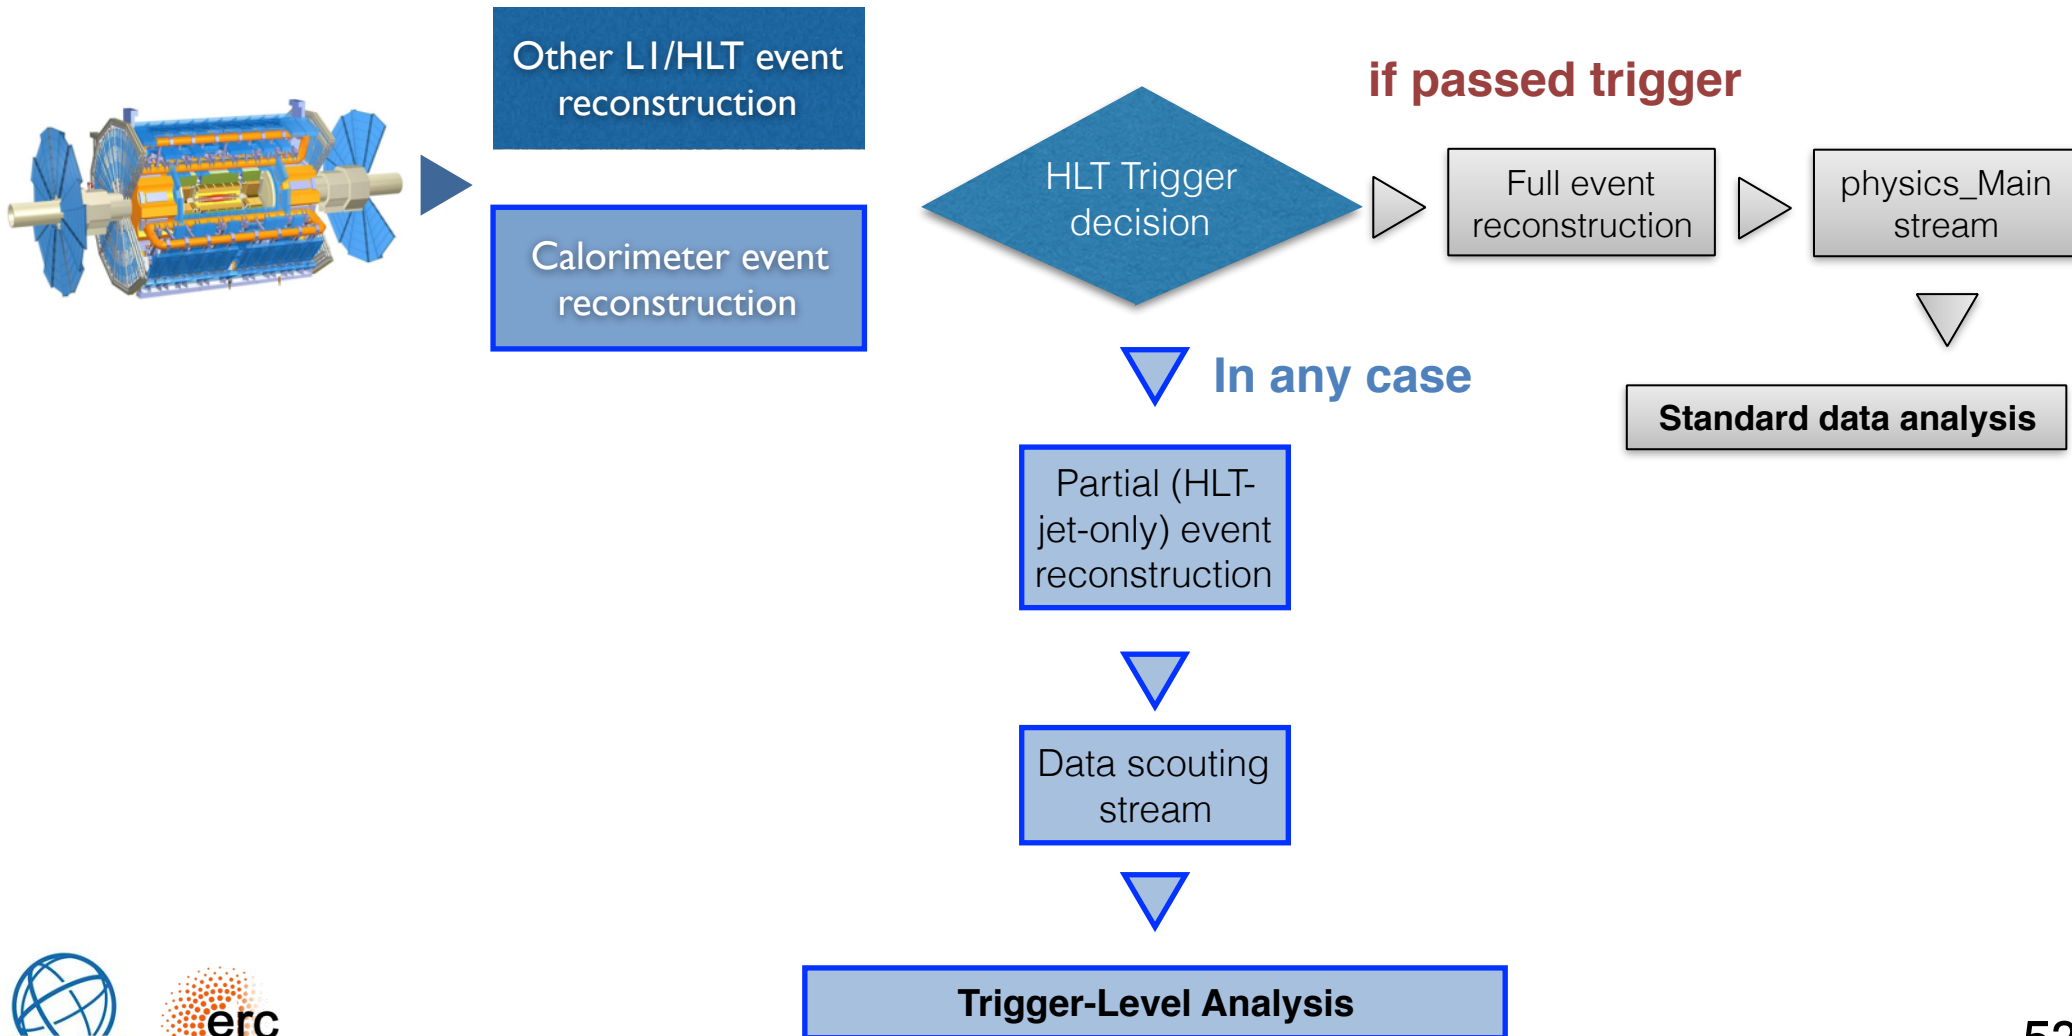 Other L1/HLT event
reconstruction
Calorimeter event
reconstruction
HLT Trigger
decision
if passed trigger
Full event
reconstruction
physics_Main
stream
Standard data analysis
In any case
Partial (HLT-
jet-only) event
reconstruction
Data scouting
stream
Trigger-Level Analysis
erc